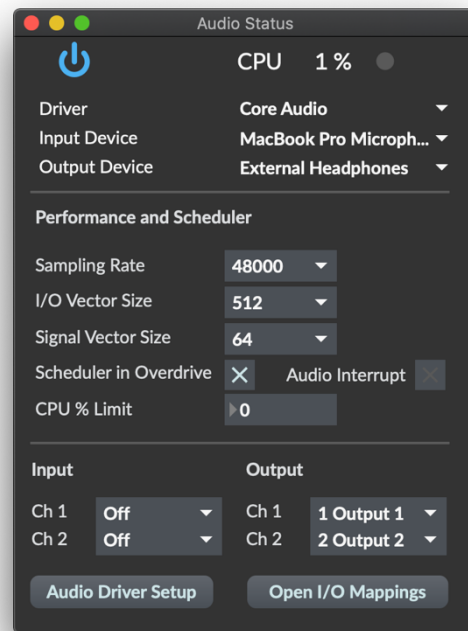 Audio Status
CPU 1 %
Driver Core Audio
Input Device MacBook Pro Microph...
Output Device External Headphones
Performance and Scheduler
Sampling Rate 48000
I/O Vector Size 512
Signal Vector Size 64
Scheduler in Overdrive X Audio Interrupt X
CPU % Limit 0
Input Output
Ch 1 Off Ch 1 1 Output 1
Ch 2 Off Ch 2 2 Output 2
Audio Driver Setup Open I/O Mappings